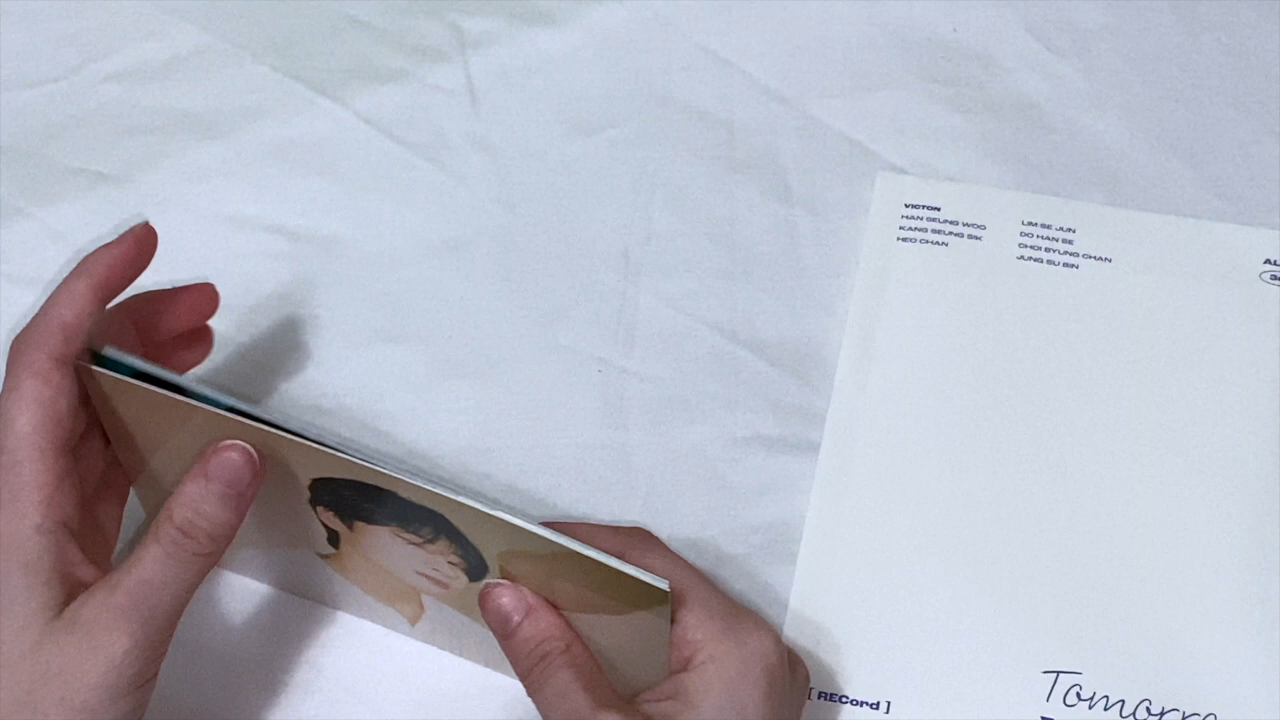 VICTON
HAN SEUNG WOO
KANG SEUNG SIK
HEO CHAN
LIM SE JUN
DO HAN SE
CHOI BYUNG CHAN
JUNG SU BIN
[ RECord ]